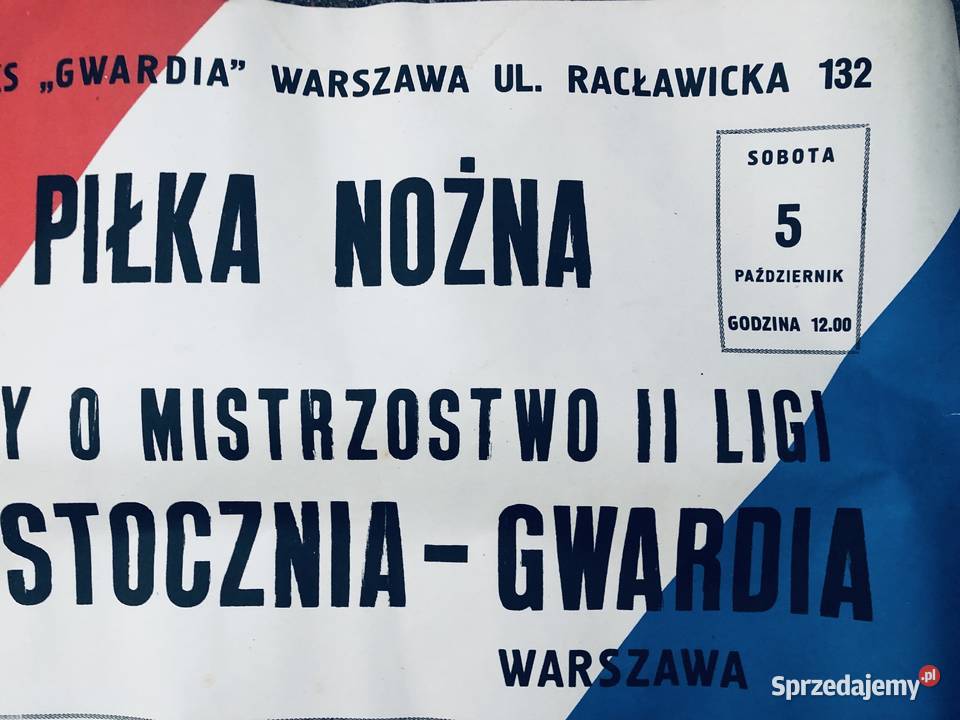 KS „GWARDIA” WARSZAWA UL. RACŁAWICKA 132
PIŁKA NOŻNA
SOBOTA
5
PAŹDZIERNIK
GODZINA 12.00
Y O MISTRZOSTWO II LIGI
STOCZNIA - GWARDIA
WARSZAWA
Sprzedajemy.pl